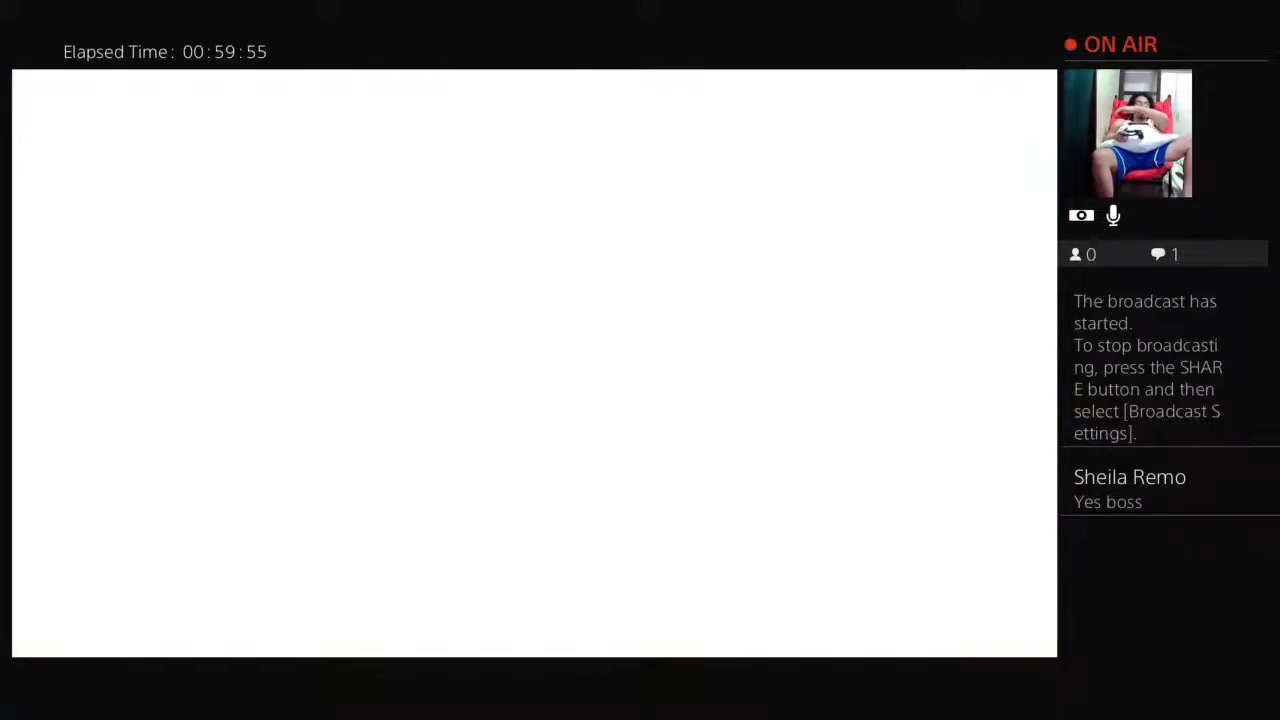 Elapsed Time: 00:59:55
ON AIR
0 1
The broadcast has
started.
To stop broadcasti
ng, press the SHAR
E button and then
select [Broadcast S
ettings].
Sheila Remo
Yes boss